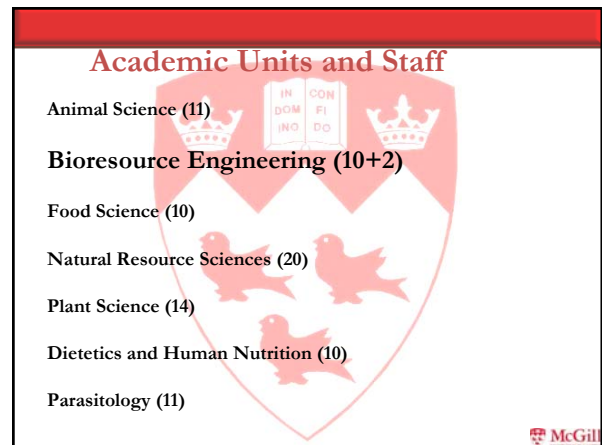 Academic Units and Staff
IN CON
DOM FI
INO DO
Animal Science (11)
Bioresource Engineering (10+2)
Food Science (10)
Natural Resource Sciences (20)
Plant Science (14)
Dietetics and Human Nutrition (10)
Parasitology (11)
McGill